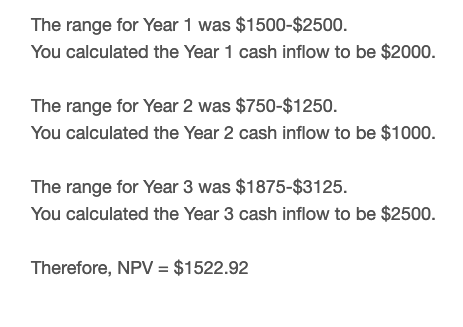 The range for Year 1 was $1500-$2500.
You calculated the Year 1 cash inflow to be $2000.
The range for Year 2 was $750-$1250.
You calculated the Year 2 cash inflow to be $1000.
The range for Year 3 was $1875-$3125.
You calculated the Year 3 cash inflow to be $2500.
Therefore, NPV = $1522.92